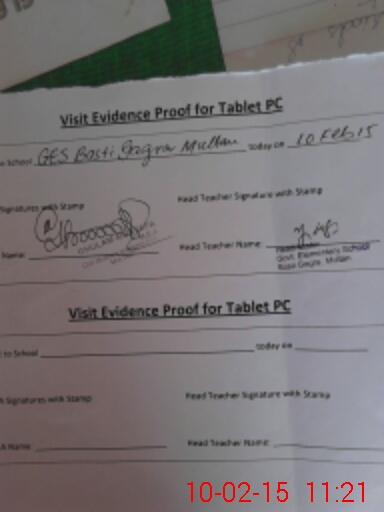 Visit Evidence Proof for Tablet PC
School GES Basti Gagra Multan today on 10 Feb 15
Signatures with Stamp Head Teacher Signature with Stamp
Name: Head Teacher Name:
Govt. Elementary School
Multan
Visit Evidence Proof for Tablet PC
t to School today on
A Signatures with Stamp Head Teacher Signature with Stamp
A Name: Head Teacher Name:
10-02-15 11:21